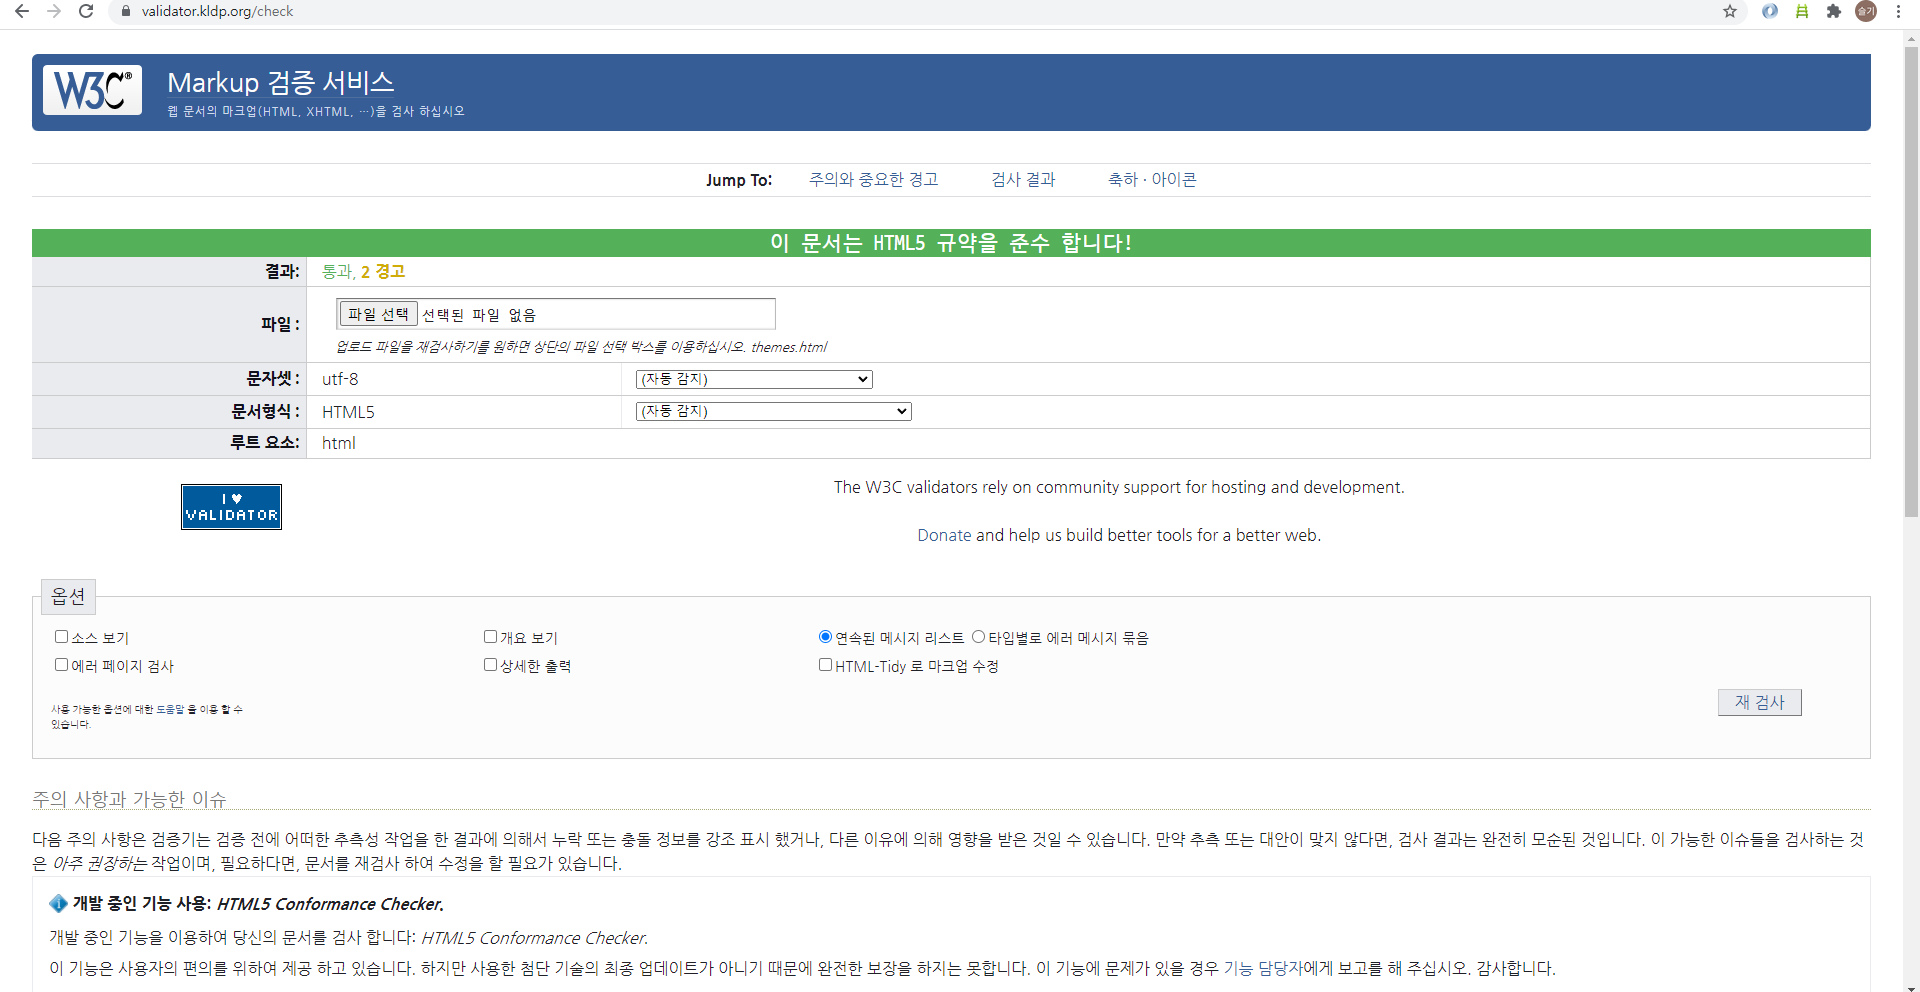 validator.kldp.org/check
슬기
W3C®
Markup 검증 서비스
웹 문서의 마크업(HTML, XHTML, …)을 검사 하십시오
Jump To: 주의와 중요한 경고 검사 결과 축하 · 아이콘
이 문서는 HTML5 규약을 준수 합니다!
결과: 통과, 2 경고
파일 : 파일 선택 선택된 파일 없음
업로드 파일을 재검사하기를 원하면 상단의 파일 선택 박스를 이용하십시오. themes.html
문자셋 : utf-8 (자동 감지)
문서형식 : HTML5 (자동 감지)
루트 요소: html
I ♥
VALIDATOR
The W3C validators rely on community support for hosting and development.
Donate and help us build better tools for a better web.
옵션
소스 보기 개요 보기 연속된 메시지 리스트 타입별로 에러 메시지 묶음
에러 페이지 검사 상세한 출력 HTML-Tidy 로 마크업 수정
사용 가능한 옵션에 대한 도움말 을 이용 할 수
있습니다.
재 검사
주의 사항과 가능한 이슈
다음 주의 사항은 검증기는 검증 전에 어떠한 추측성 작업을 한 결과에 의해서 누락 또는 충돌 정보를 강조 표시 했거나, 다른 이유에 의해 영향을 받은 것일 수 있습니다. 만약 추측 또는 대안이 맞지 않다면, 검사 결과는 완전히 모순된 것입니다. 이 가능한 이슈들을 검사하는 것
은 아주 권장하는 작업이며, 필요하다면, 문서를 재검사 하여 수정을 할 필요가 있습니다.
개발 중인 기능 사용: HTML5 Conformance Checker.
개발 중인 기능을 이용하여 당신의 문서를 검사 합니다: HTML5 Conformance Checker.
이 기능은 사용자의 편의를 위하여 제공 하고 있습니다. 하지만 사용한 첨단 기술의 최종 업데이트가 아니기 때문에 완전한 보장을 하지는 못합니다. 이 기능에 문제가 있을 경우 기능 담당자에게 보고를 해 주십시오. 감사합니다.